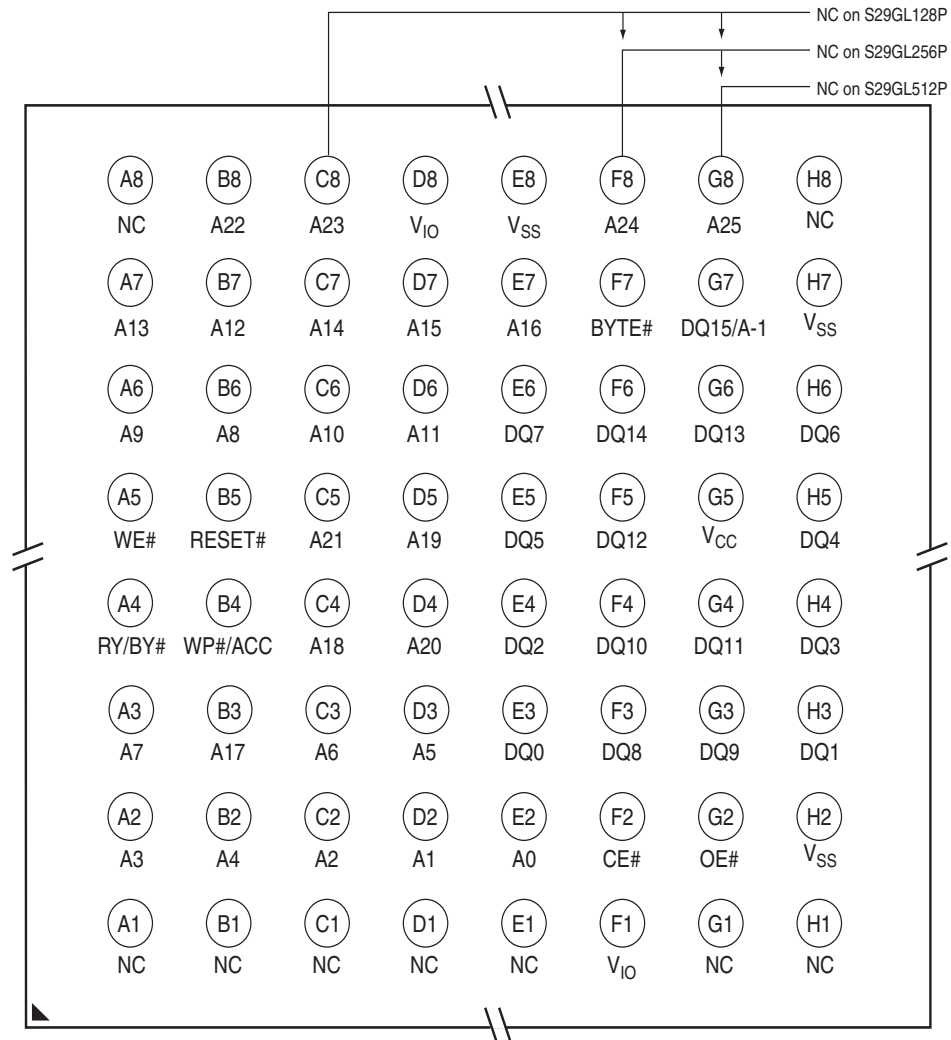 NC on S29GL128P
NC on S29GL256P
NC on S29GL512P
A8 B8 C8 D8 E8 F8 G8 H8
NC A22 A23 VIO VSS A24 A25 NC
A7 B7 C7 D7 E7 F7 G7 H7
A13 A12 A14 A15 A16 BYTE# DQ15/A-1 VSS
A6 B6 C6 D6 E6 F6 G6 H6
A9 A8 A10 A11 DQ7 DQ14 DQ13 DQ6
A5 B5 C5 D5 E5 F5 G5 H5
WE# RESET# A21 A19 DQ5 DQ12 VCC DQ4
A4 B4 C4 D4 E4 F4 G4 H4
RY/BY# WP#/ACC A18 A20 DQ2 DQ10 DQ11 DQ3
A3 B3 C3 D3 E3 F3 G3 H3
A7 A17 A6 A5 DQ0 DQ8 DQ9 DQ1
A2 B2 C2 D2 E2 F2 G2 H2
A3 A4 A2 A1 A0 CE# OE# VSS
A1 B1 C1 D1 E1 F1 G1 H1
NC NC NC NC NC VIO NC NC